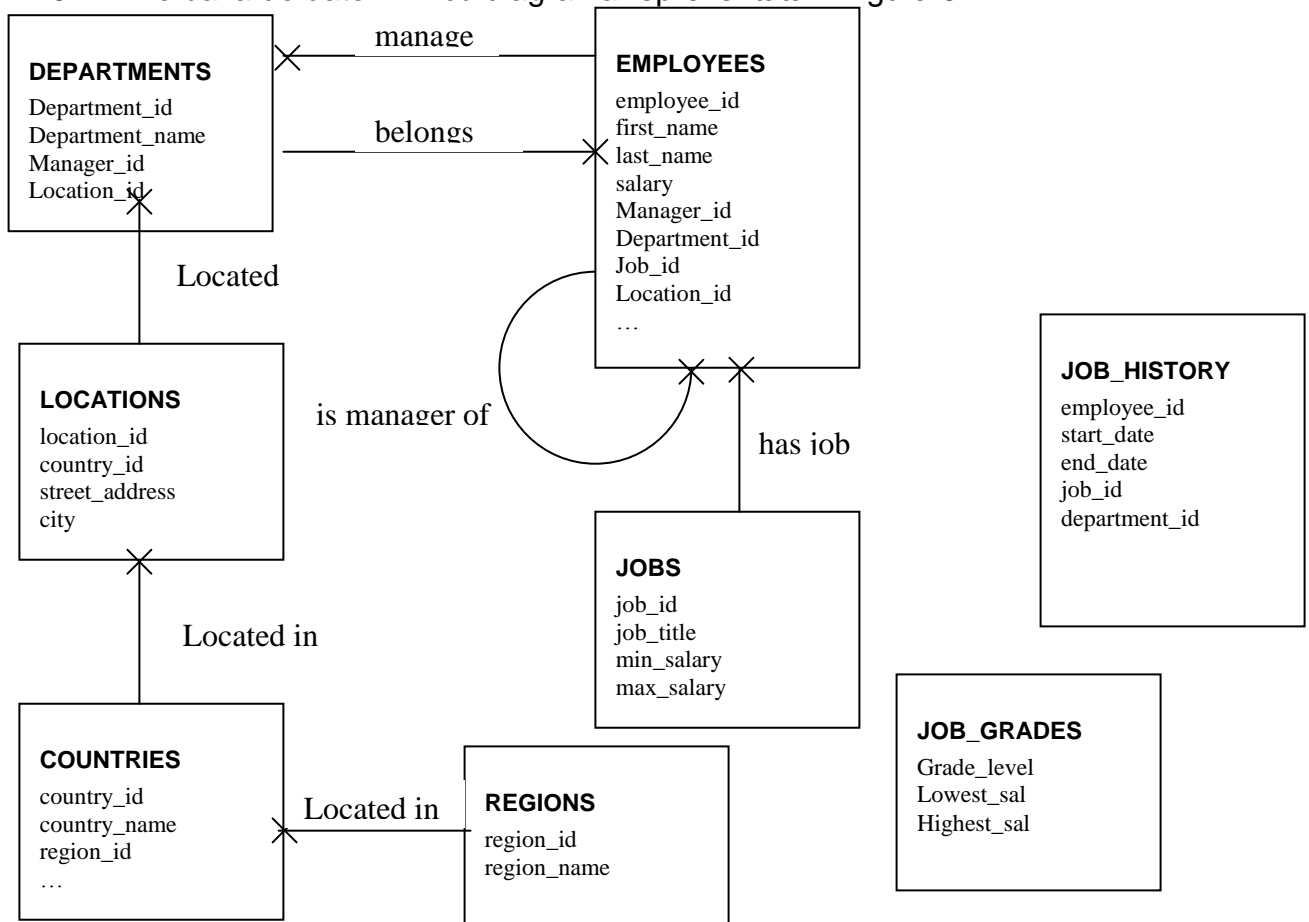 manage
DEPARTMENTS
Department_id
Department_name
Manager_id
Location_id
belongs
EMPLOYEES
employee_id
first_name
last_name
salary
Manager_id
Department_id
Job_id
Location_id
…
Located
LOCATIONS
location_id
country_id
street_address
city
is manager of
has job
JOB_HISTORY
employee_id
start_date
end_date
job_id
department_id
JOBS
job_id
job_title
min_salary
max_salary
Located in
JOB_GRADES
Grade_level
Lowest_sal
Highest_sal
COUNTRIES
country_id
country_name
region_id
…
Located in
REGIONS
region_id
region_name